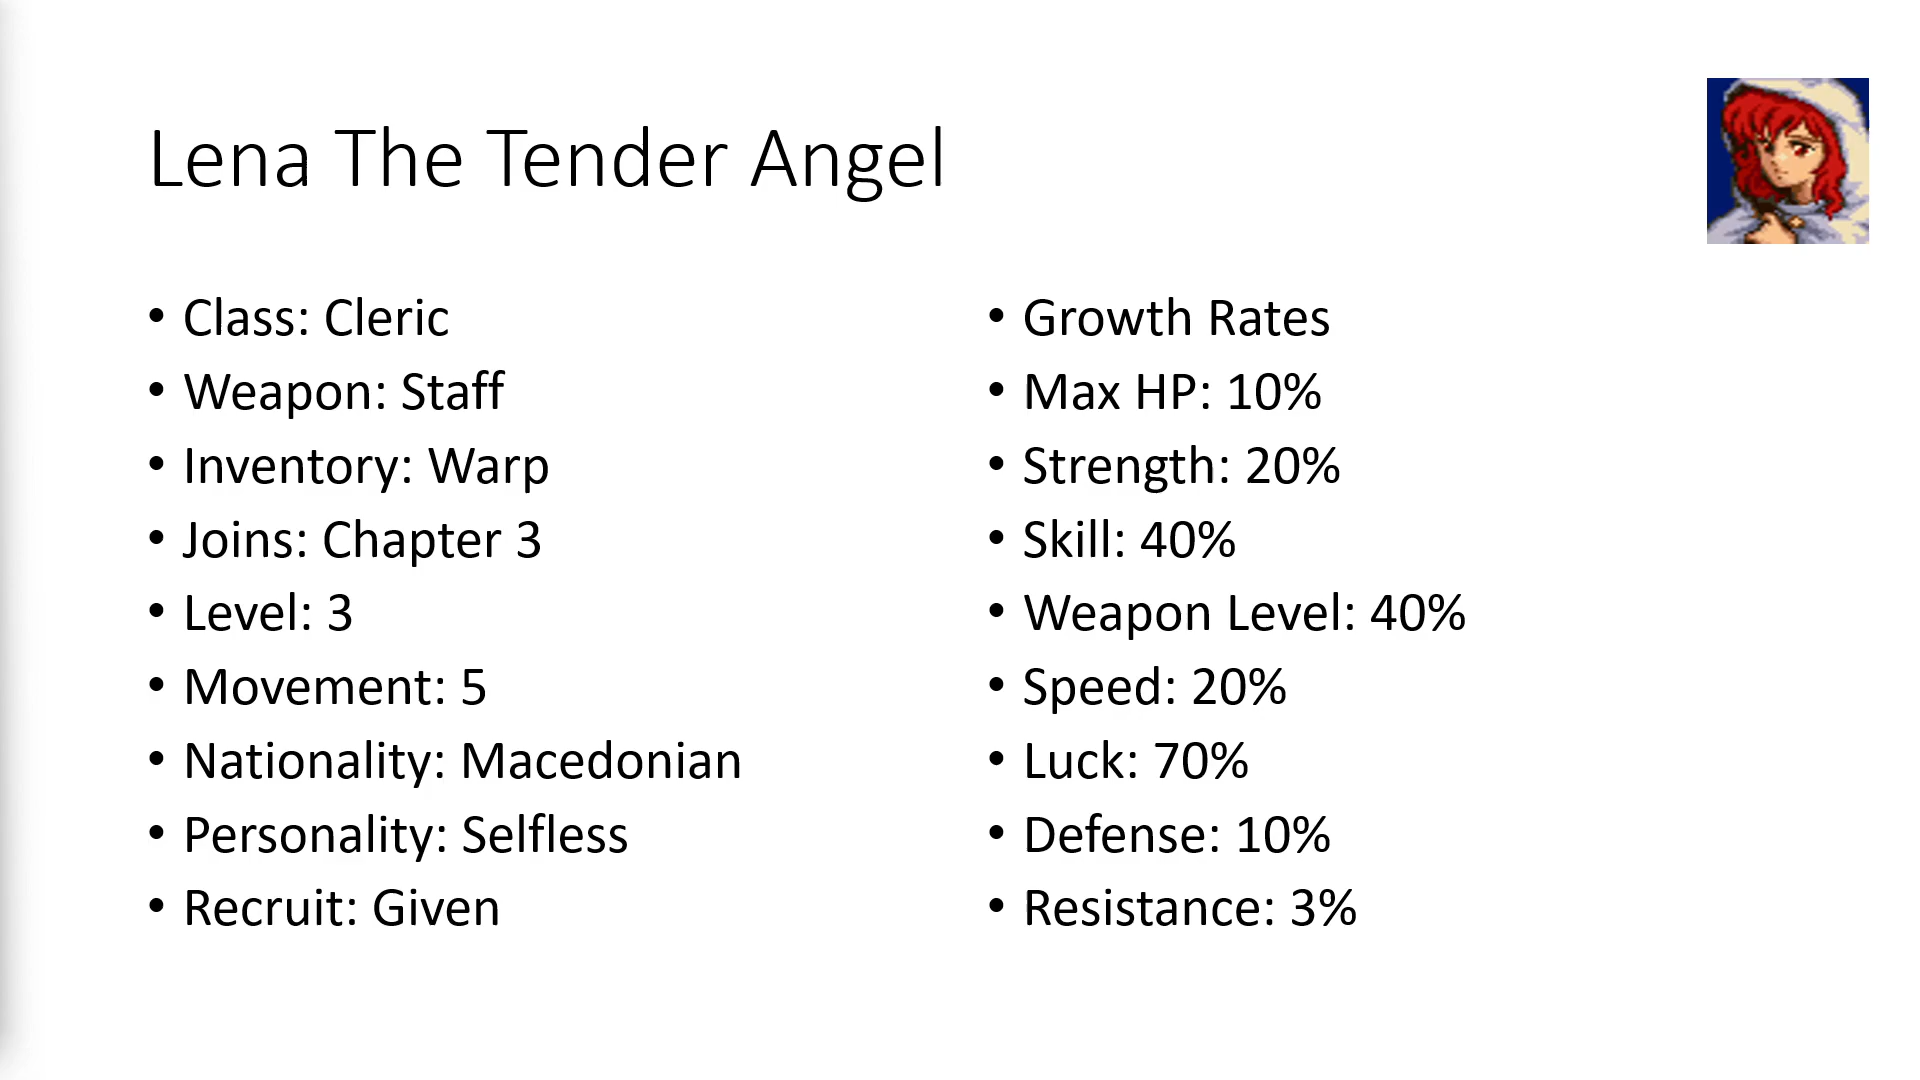 Lena The Tender Angel
• Class: Cleric
• Weapon: Staff
• Inventory: Warp
• Joins: Chapter 3
• Level: 3
• Movement: 5
• Nationality: Macedonian
• Personality: Selfless
• Recruit: Given
• Growth Rates
• Max HP: 10%
• Strength: 20%
• Skill: 40%
• Weapon Level: 40%
• Speed: 20%
• Luck: 70%
• Defense: 10%
• Resistance: 3%